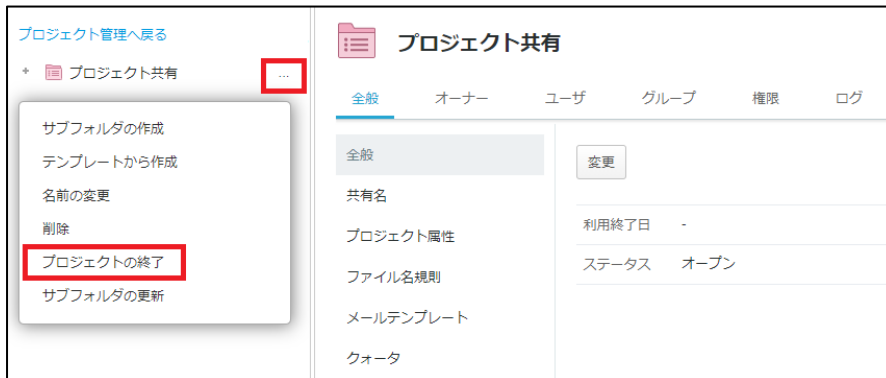 プロジェクト管理へ戻る
+ プロジェクト共有 ...
サブフォルダの作成
テンプレートから作成
名前の変更
削除
プロジェクトの終了
サブフォルダの更新
プロジェクト共有
全般 オーナー ユーザ グループ 権限 ログ
全般
共有名
プロジェクト属性
ファイル名規則
メールテンプレート
クォータ
変更
利用終了日 -
ステータス オープン